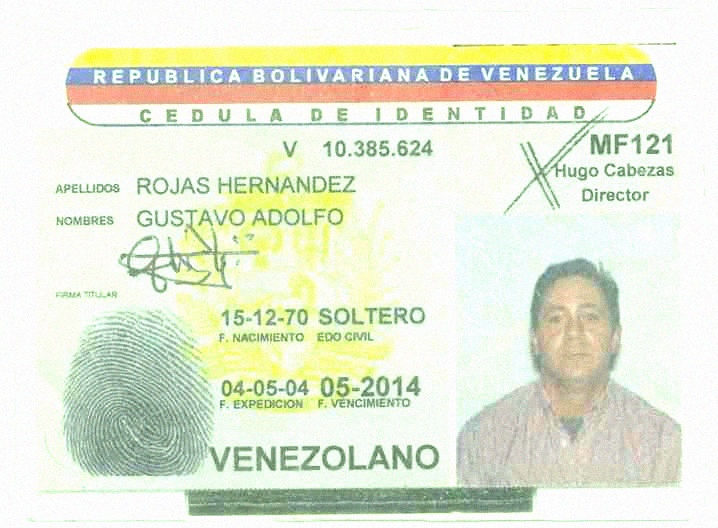 REPUBLICA BOLIVARIANA DE VENEZUELA
CEDULA DE IDENTIDAD
V 10.385.624
MF121
Hugo Cabezas
Director
APELLIDOS ROJAS HERNANDEZ
NOMBRES GUSTAVO ADOLFO
FIRMA TITULAR
15-12-70 SOLTERO
F. NACIMIENTO EDO CIVIL
04-05-04 05-2014
F. EXPEDICION F. VENCIMIENTO
VENEZOLANO